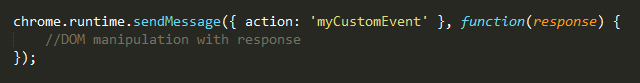 chrome.runtime.sendMessage({ action: 'myCustomEvent' }, function(response) {
    //DOM manipulation with response
});